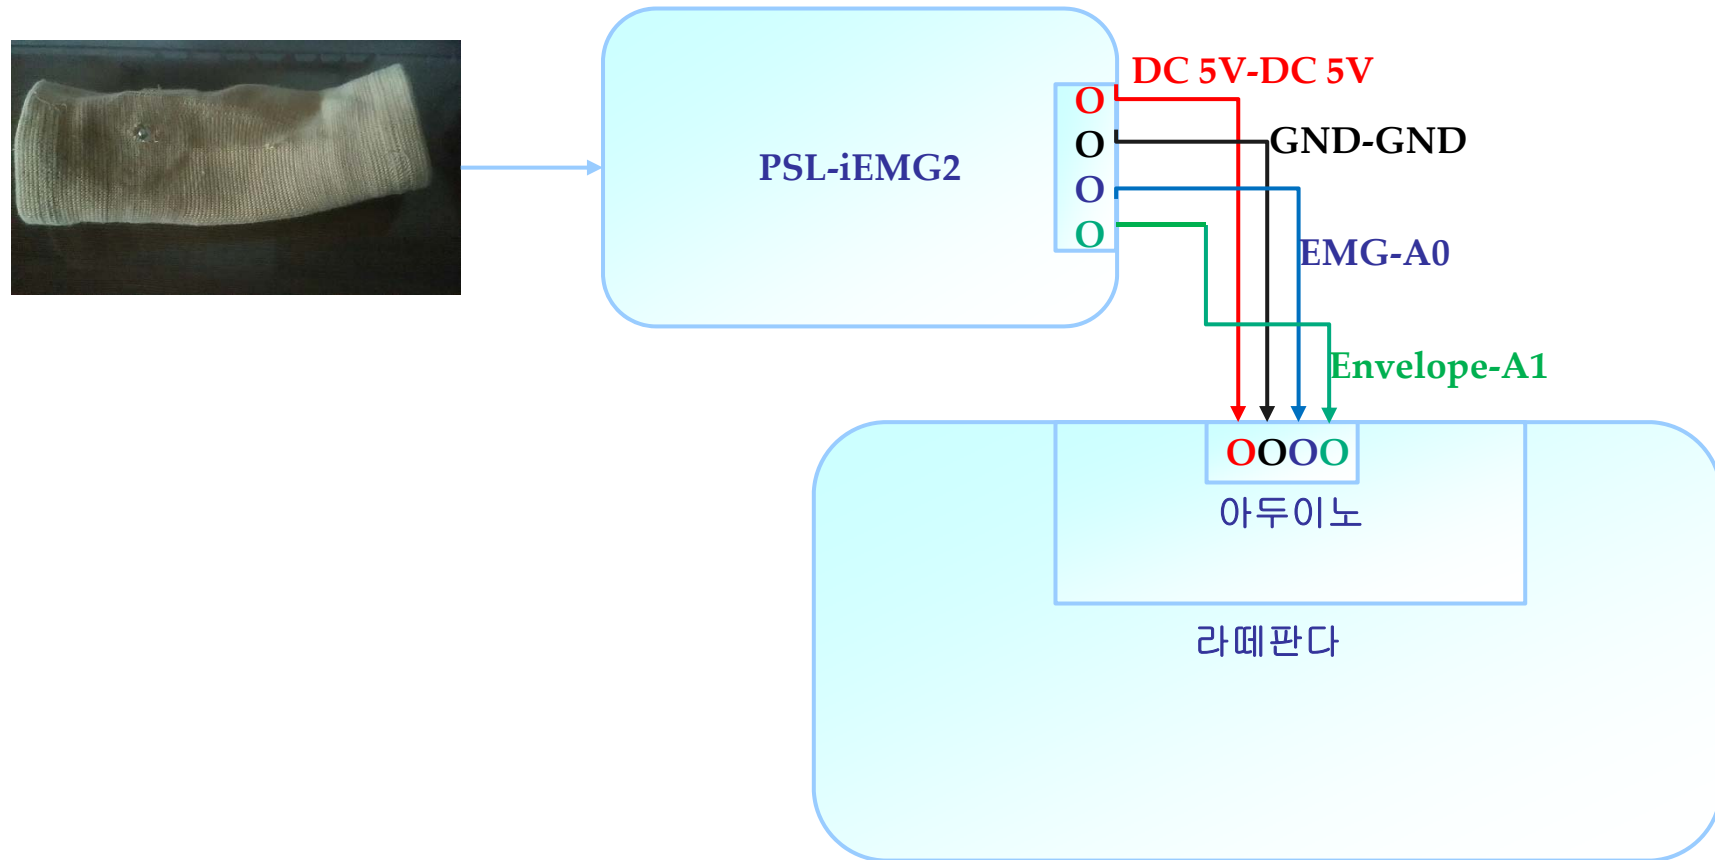 DC 5V-DC 5V
O
O
GND-GND
PSL-iEMG2
O
O
EMG-A0
Envelope-A1
OOOO
아두이노
라떼판다